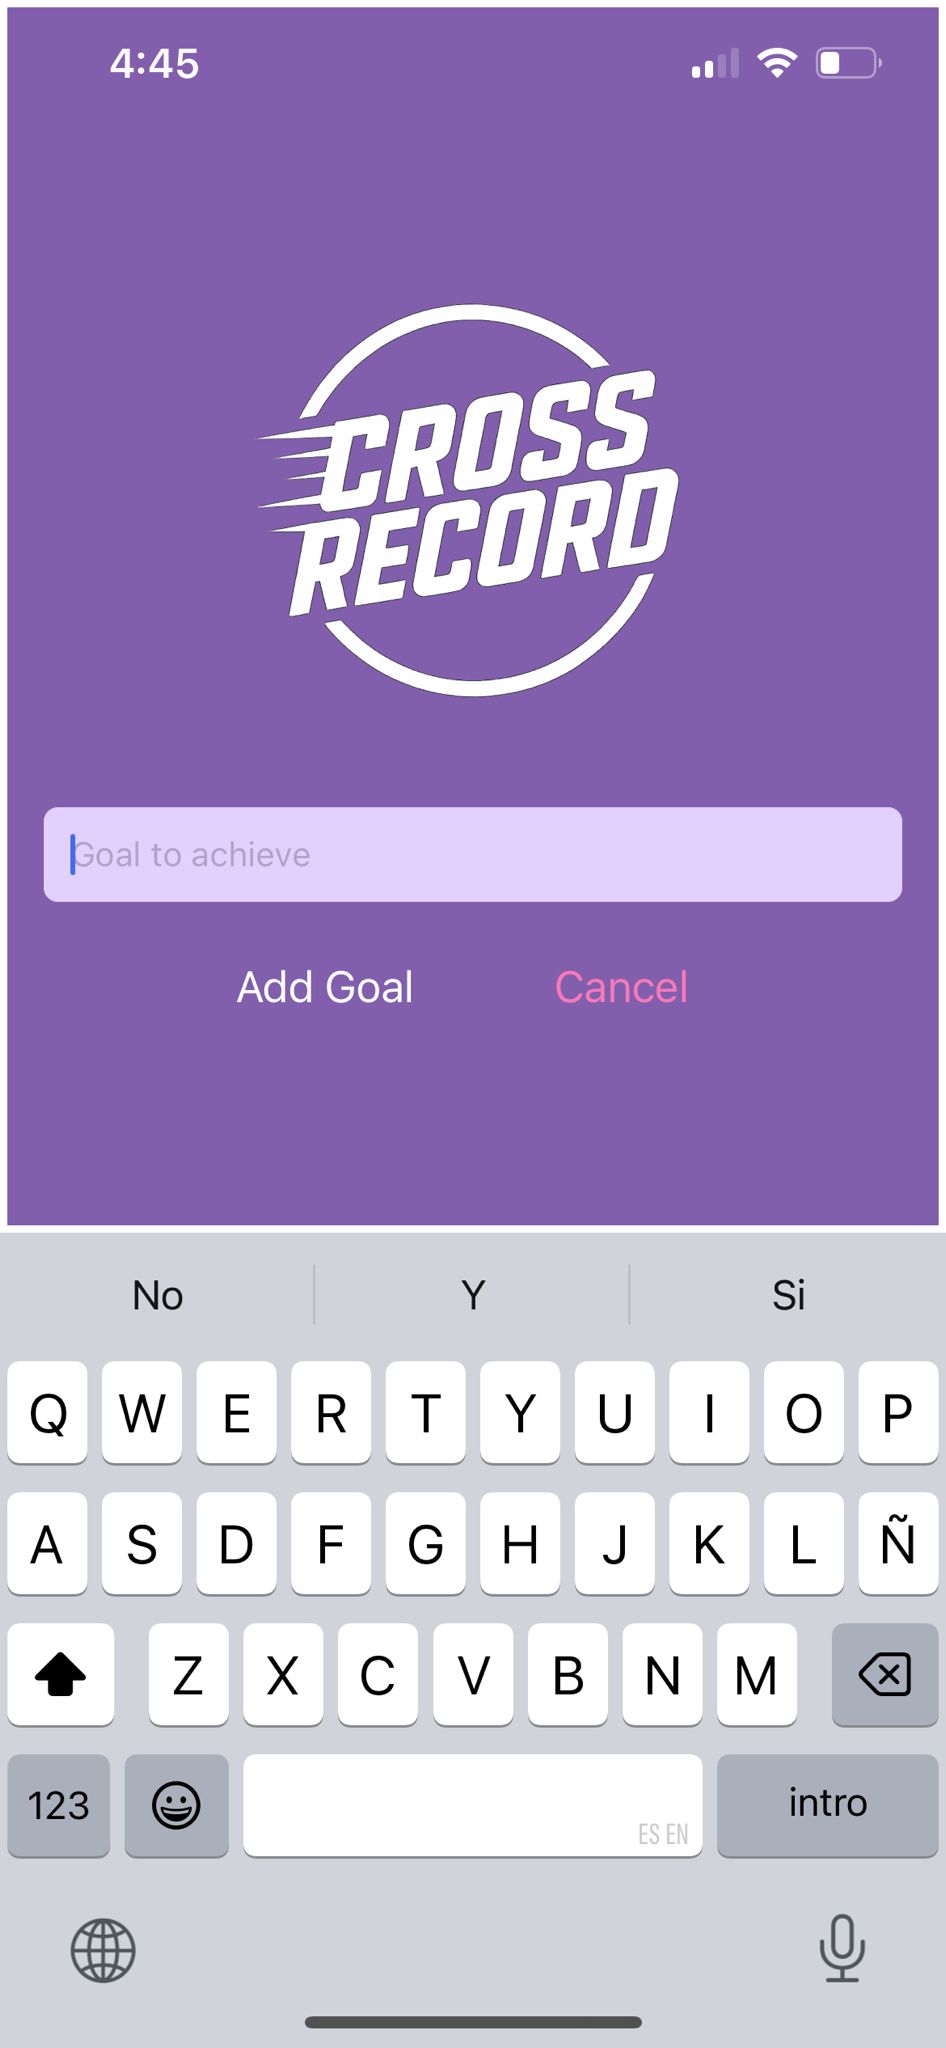 4:45
CROSS
RECORD
Goal to achieve
Add Goal Cancel
No Y Si
Q W E R T Y U I O P
A S D F G H J K L Ñ
Z X C V B N M
123 intro
ES EN